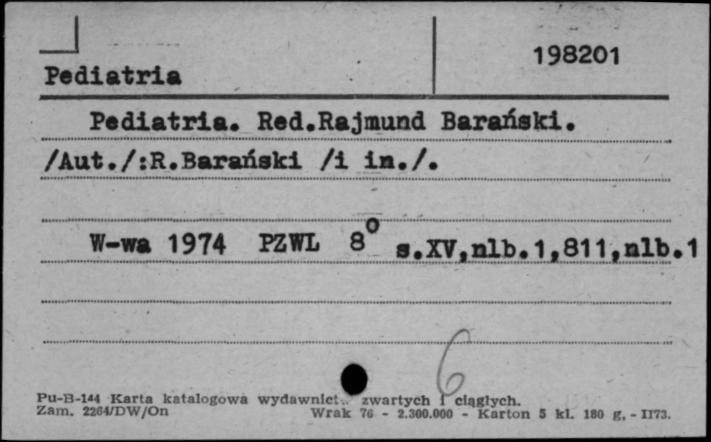 198201
Pediatria
Pediatria. Red.Rajmund Barański.
/Aut./:R.Barański /i in./.
W-wa 1974 PZWL 8⁰ s.XV,nlb.1,811,nlb.1
6
Pu-B-144 Karta katalogowa wydawnict.. zwartych i ciągłych.
Zam. 2264/DW/On Wrak 76 - 2.300.000 - Karton 5 kl. 180 g, - II73.